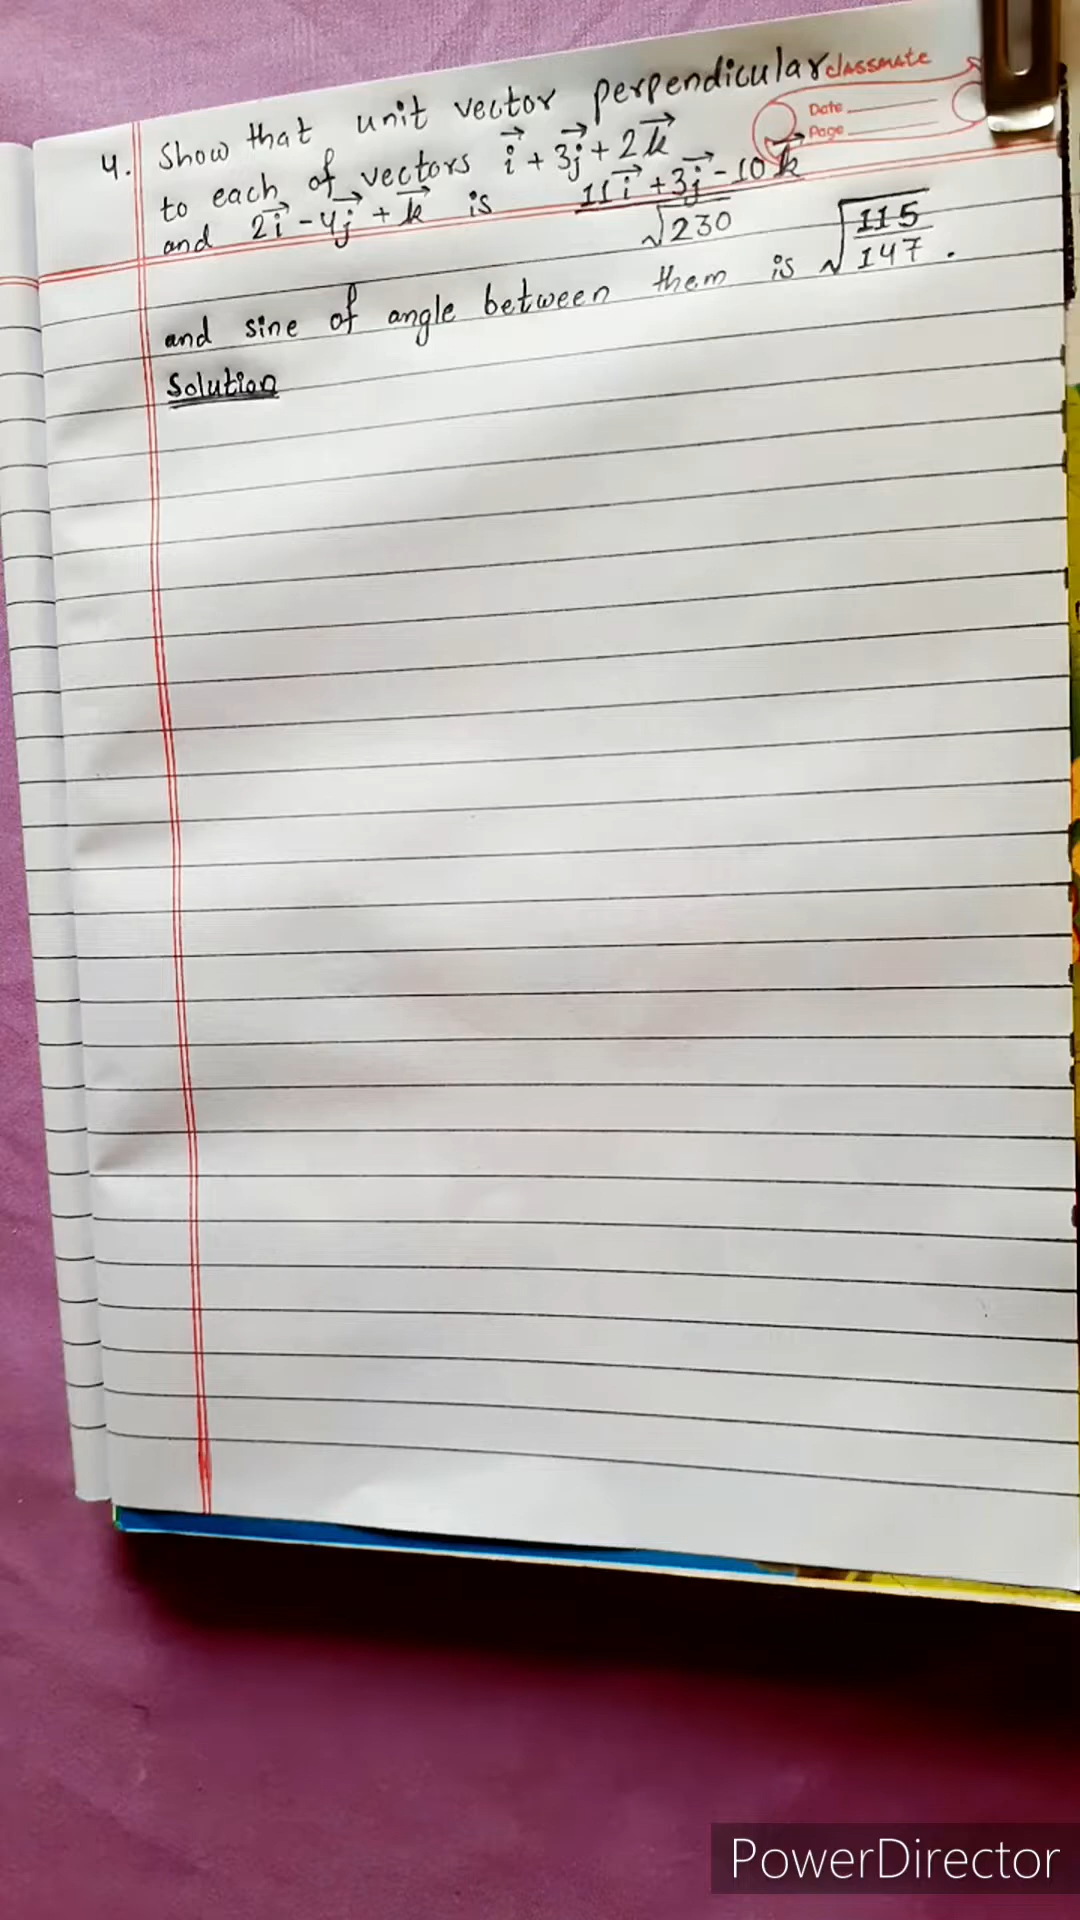 classmate
Date
Page
4. Show that unit vector perpendicular
to each of vectors i⃗ + 3j⃗ + 2k⃗
and 2i⃗ - 4j⃗ + k⃗ is (11i⃗ + 3j⃗ - 10k⃗)/√230
and sine of angle between them is √(115/147).
Solution
PowerDirector